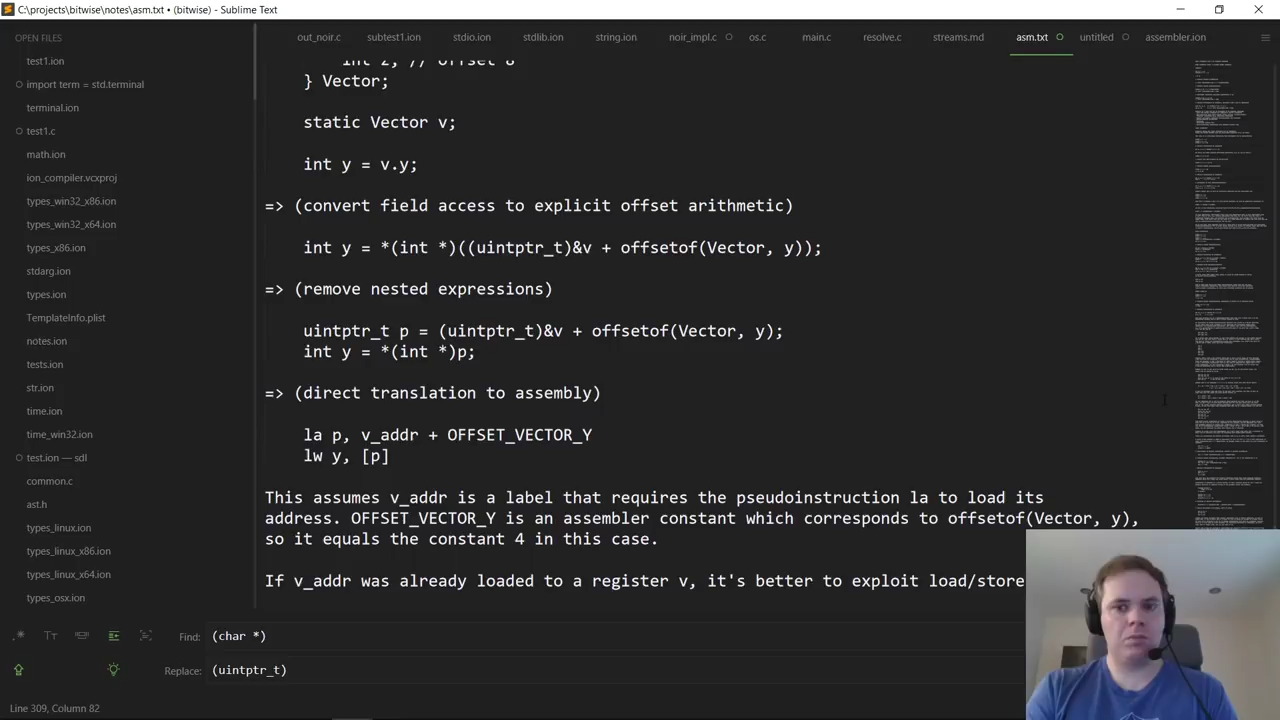 C:\projects\bitwise\notes\asm.txt • (bitwise) - Sublime Text
OPEN FILES
out_noir.c subtest1.ion stdio.ion stdlib.ion string.ion noir_impl.c os.c main.c resolve.c streams.md asm.txt untitled assembler.ion
test1.ion
import term = std.terminal
terminal.ion
test1.c
math.ion
ion_compiler.vcxproj
types_win32_x86.ion
types_win32_x64.ion
types_x86.ion
stdarg.ion
types.ion
TemplateInfo.plist
notes.ion
tests.ion
str.ion
time.ion
time_win32.ion
test.ion — sdl
common.c
ast.h
types_linux.ion
types_linux_x86.ion
types_linux_x64.ion
types_osx.ion
int z; // offset 8
} Vector;
static Vector v;
int y = v.y;
=> (convert field access to explicit offset arithmetic)
int y = *(int *)((uintptr_t)&v + offsetof(Vector, y));
=> (remove nested expressions)
uintptr_t p = (uintptr_t)&v + offsetof(Vector, y);
int y = *(int *)p;
=> (direct translation to assembly)
la p, v_addr + OFFSET_VECTOR_Y
lw y, [p]
This assumes v_addr is a label and requires the pseudoinstruction la to load its
address. OFFSET_VECTOR_Y is an assembler constant with corresponds to offsetof(Vector, y),
so it equals the constant 4 in this case.
If v_addr was already loaded to a register v, it's better to exploit load/store
Find: (char *)
Replace: (uintptr_t)
Line 309, Column 82